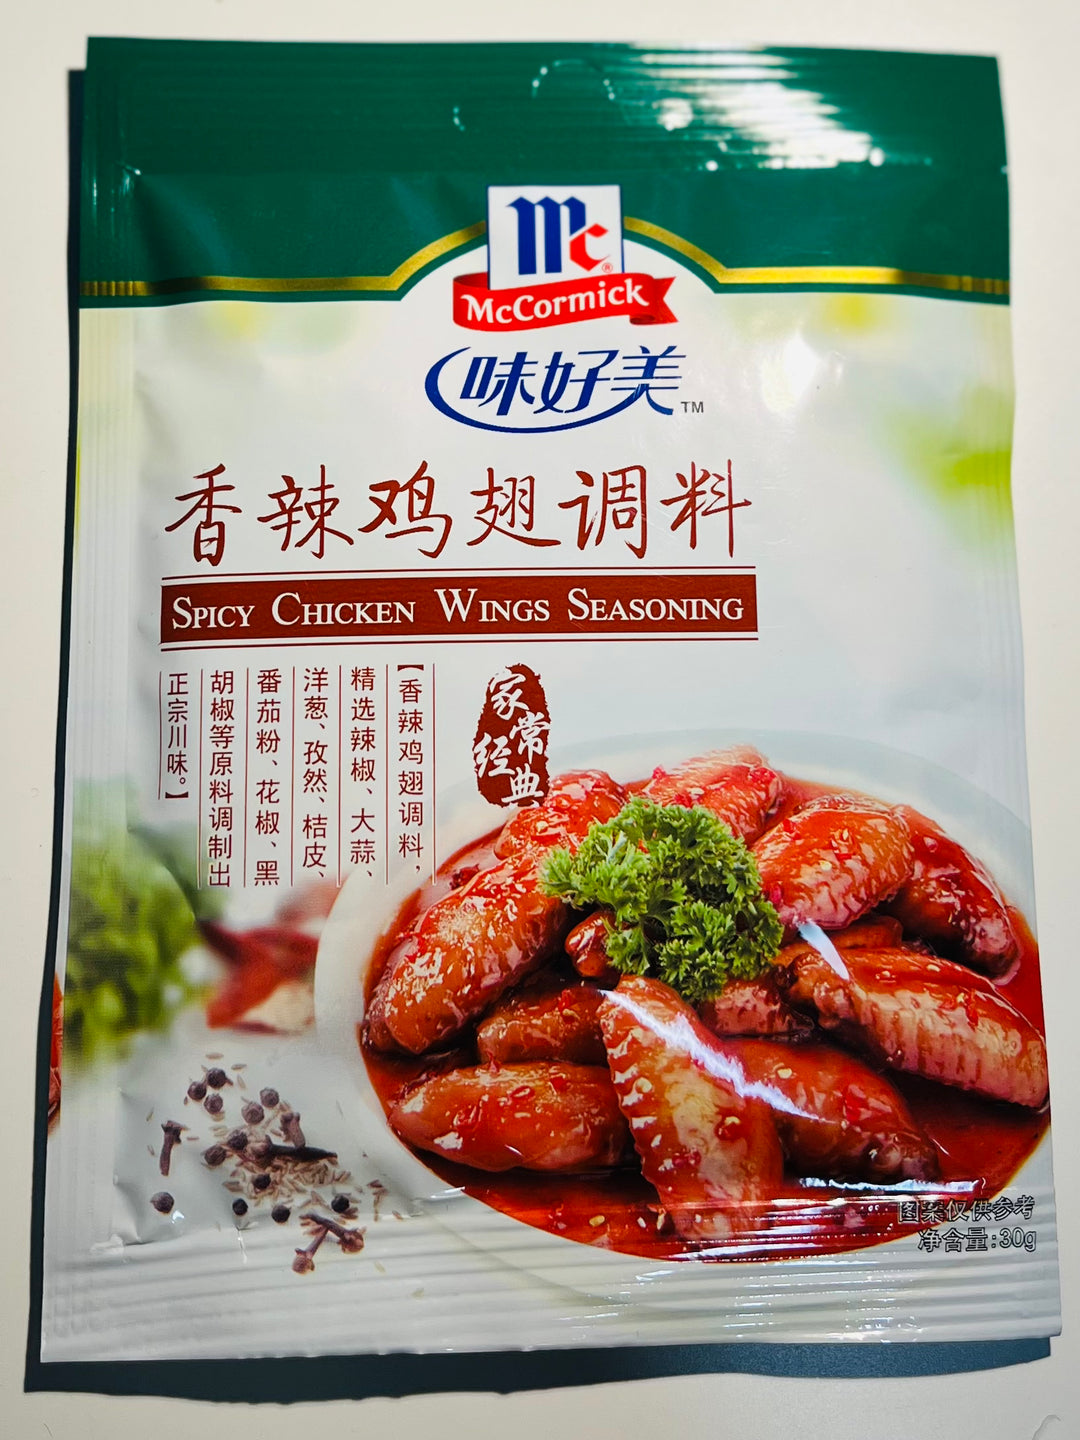 Mc
®
McCormick
味好美
TM
香辣鸡翅调料
SPICY CHICKEN WINGS SEASONING
【香辣鸡翅调料，
精选辣椒、大蒜、
洋葱、孜然、桔皮、
番茄粉、花椒、黑
胡椒等原料调制出
正宗川味。】
家常
经典
图案仅供参考
净含量:30g